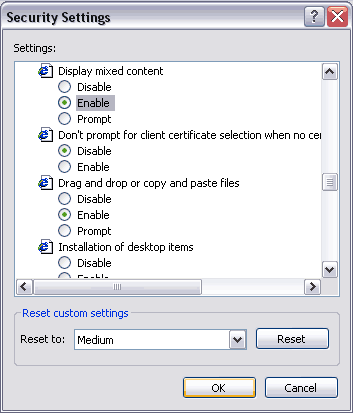 Security Settings
Settings:
Display mixed content
Disable
Enable
Prompt
Don't prompt for client certificate selection when no cer
Disable
Enable
Drag and drop or copy and paste files
Disable
Enable
Prompt
Installation of desktop items
Disable
Enable
Reset custom settings
Reset to:
Medium
Reset
OK
Cancel